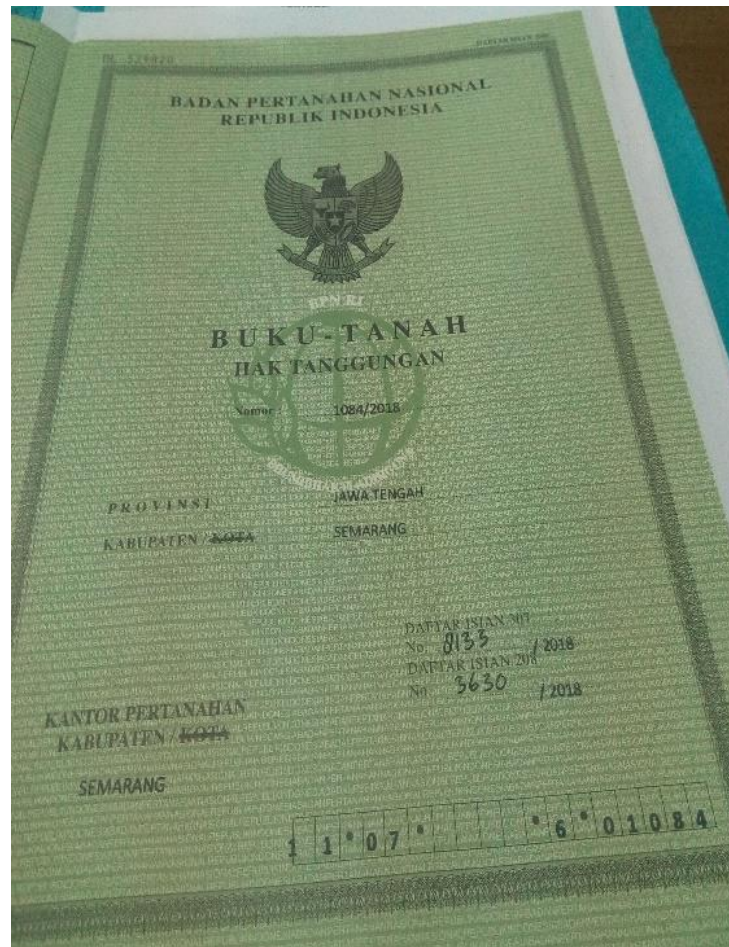 BADAN PERTANAHAN NASIONAL
REPUBLIK INDONESIA
BPN RI
BUKU-TANAH
HAK TANGGUNGAN
Nomor : 1084/2018
PROVINSI JAWA TENGAH
KABUPATEN / KOTA SEMARANG
DAFTAR ISIAN 307
No. 8133 / 2018
DAFTAR ISIAN 208
No. 3630 / 2018
KANTOR PERTANAHAN
KABUPATEN / KOTA
SEMARANG
1 1 * 0 7 * * 6 * 0 1 0 8 4